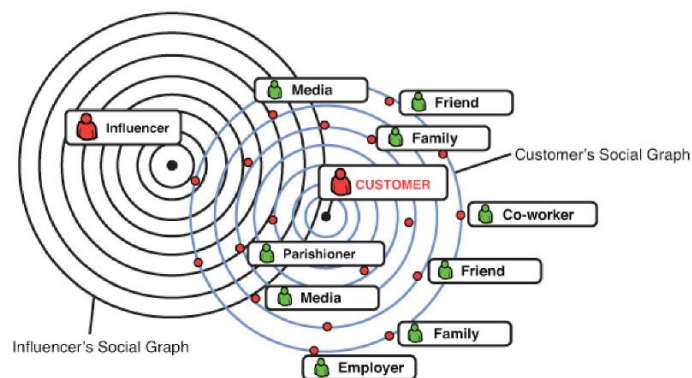 Media
Friend
Influencer
Family
Customer's Social Graph
CUSTOMER
Co-worker
Parishioner
Friend
Media
Family
Influencer's Social Graph
Employer